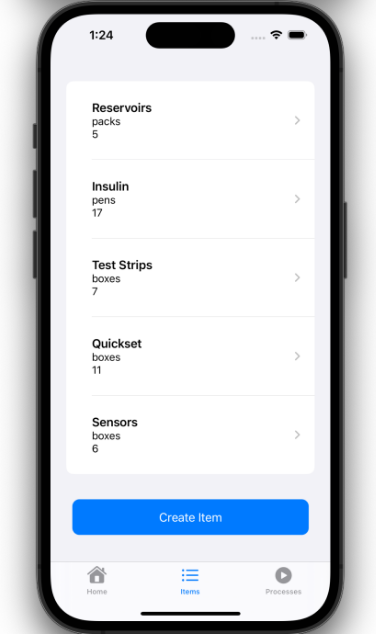 1:24
Reservoirs
packs
5
Insulin
pens
17
Test Strips
boxes
7
Quickset
boxes
11
Sensors
boxes
6
Create Item
Home
Items
Processes